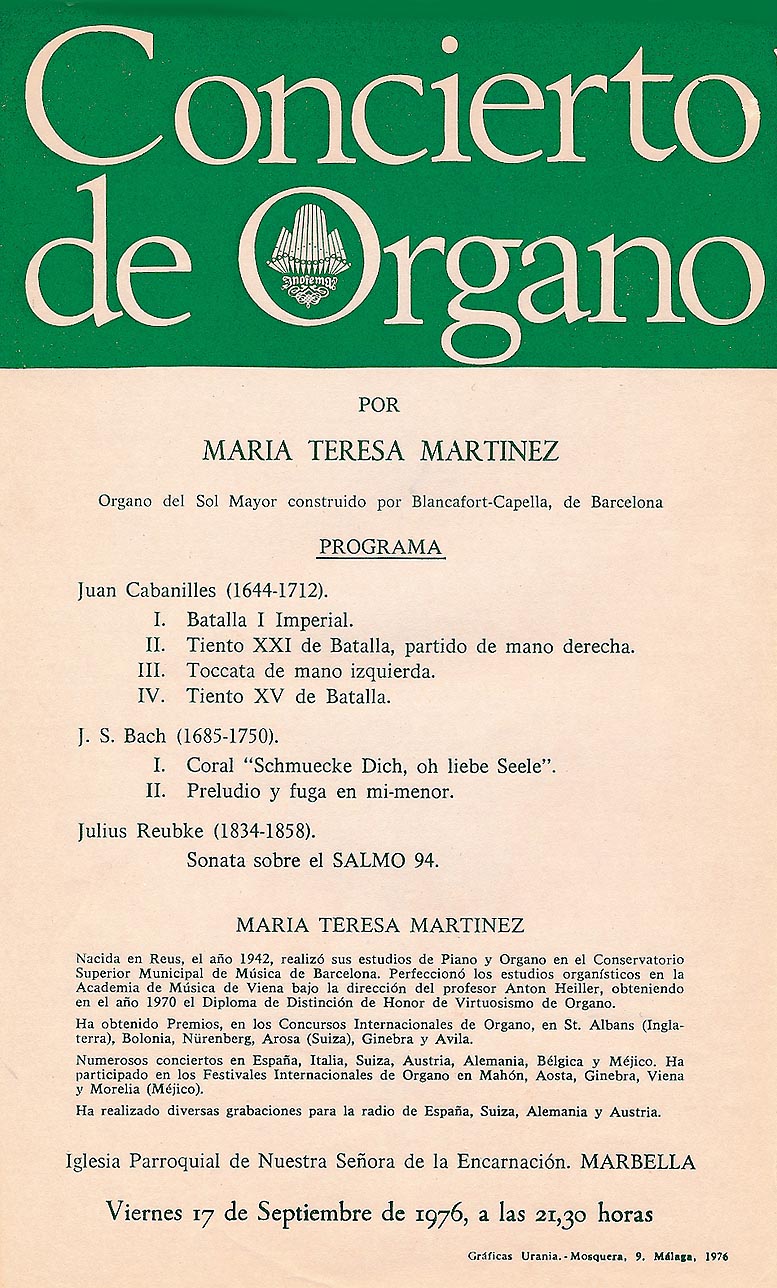 Concierto
de Organo
POR
MARIA TERESA MARTINEZ
Organo del Sol Mayor construido por Blancafort-Capella, de Barcelona
PROGRAMA
Juan Cabanilles (1644-1712).
I. Batalla I Imperial.
II. Tiento XXI de Batalla, partido de mano derecha.
III. Toccata de mano izquierda.
IV. Tiento XV de Batalla.
J. S. Bach (1685-1750).
I. Coral "Schmuecke Dich, oh liebe Seele".
II. Preludio y fuga en mi-menor.
Julius Reubke (1834-1858).
Sonata sobre el SALMO 94.
MARIA TERESA MARTINEZ
Nacida en Reus, el año 1942, realizó sus estudios de Piano y Organo en el Conservatorio
Superior Municipal de Música de Barcelona. Perfeccionó los estudios organísticos en la
Academia de Música de Viena bajo la dirección del profesor Anton Heiller, obteniendo
en el año 1970 el Diploma de Distinción de Honor de Virtuosismo de Organo.
Ha obtenido Premios, en los Concursos Internacionales de Organo, en St. Albans (Ingla-
terra), Bolonia, Nürenberg, Arosa (Suiza), Ginebra y Avila.
Numerosos conciertos en España, Italia, Suiza, Austria, Alemania, Bélgica y Méjico. Ha
participado en los Festivales Internacionales de Organo en Mahón, Aosta, Ginebra, Viena
y Morelia (Méjico).
Ha realizado diversas grabaciones para la radio de España, Suiza, Alemania y Austria.
Iglesia Parroquial de Nuestra Señora de la Encarnación. MARBELLA
Viernes 17 de Septiembre de 1976, a las 21,30 horas
Gráficas Urania.-Mosquera, 9. Málaga, 1976